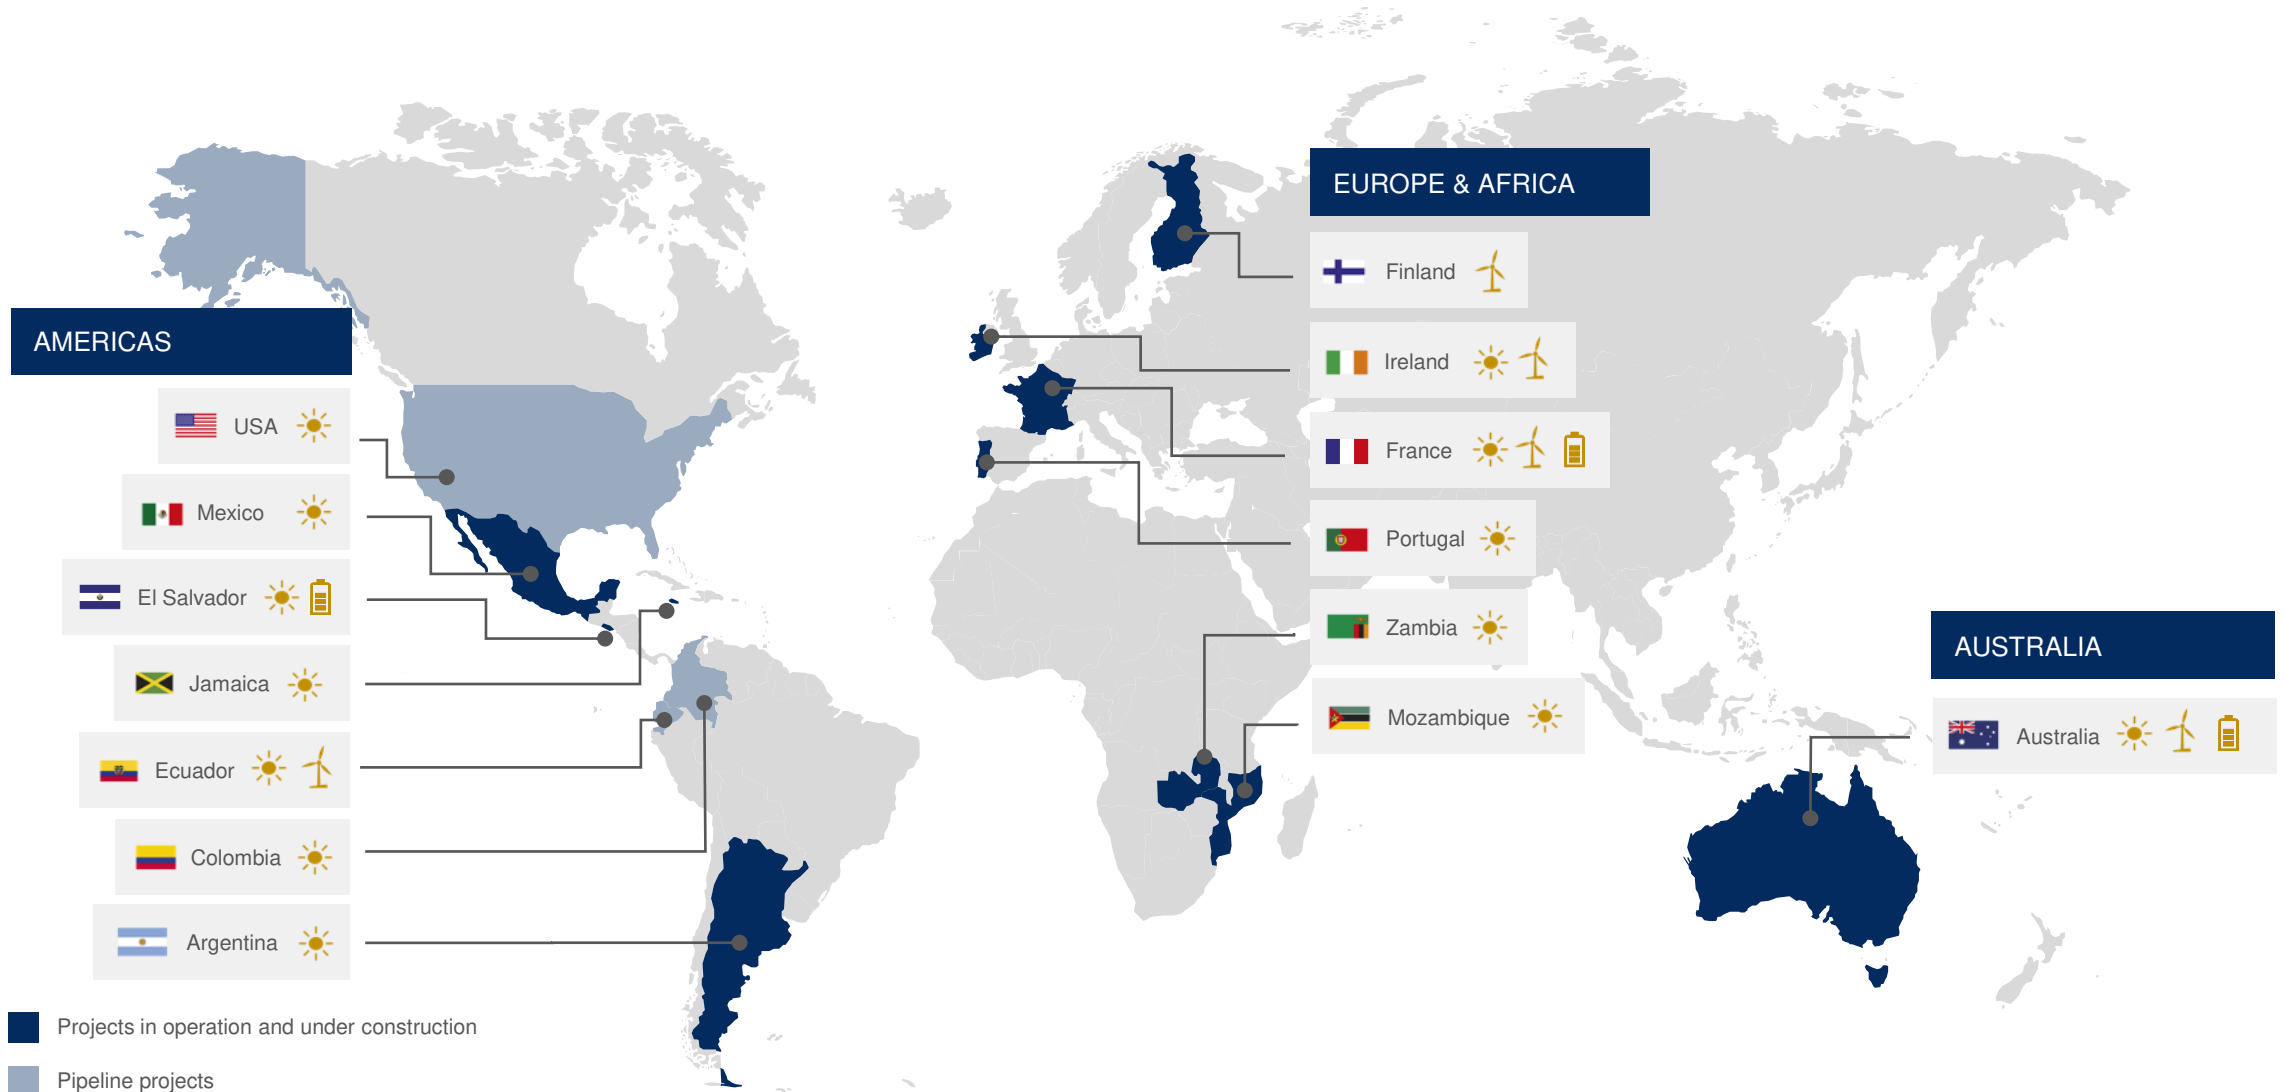 AMERICAS
USA
Mexico
El Salvador
Jamaica
Ecuador
Colombia
Argentina
EUROPE & AFRICA
Finland
Ireland
France
Portugal
Zambia
Mozambique
AUSTRALIA
Australia
Projects in operation and under construction
Pipeline projects